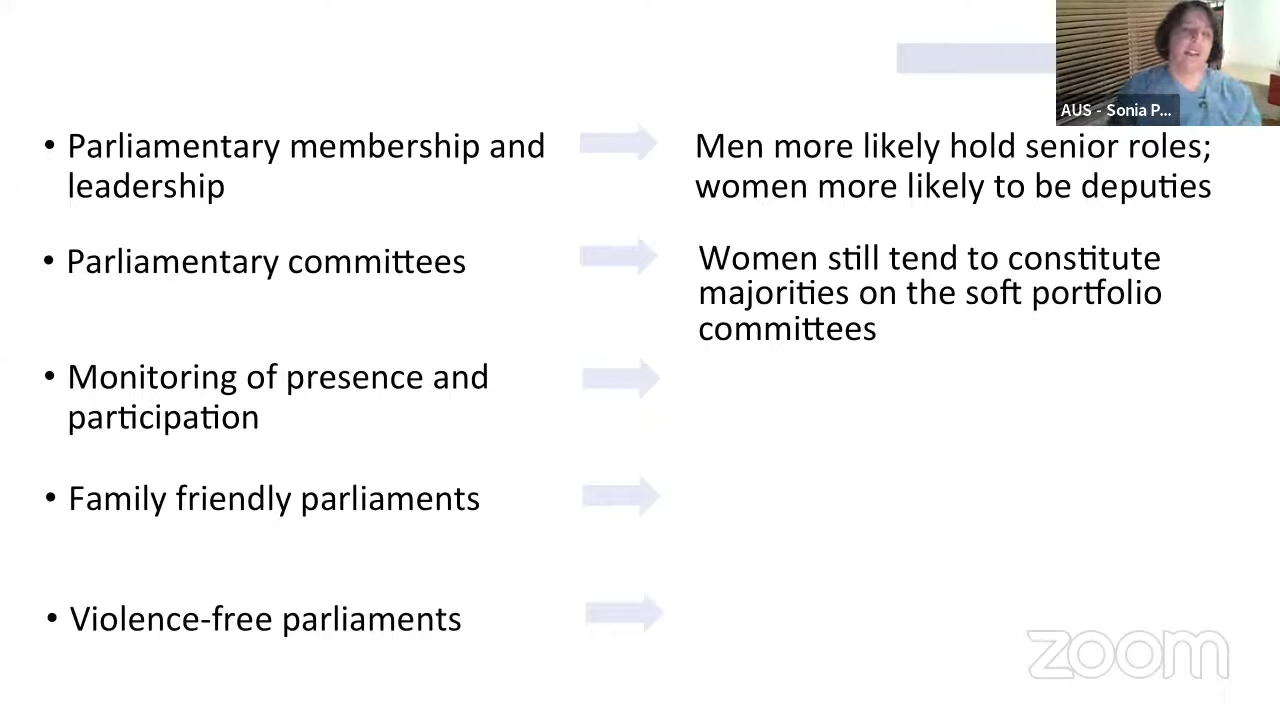 AUS - Sonia P...
• Parliamentary membership and
leadership
Men more likely hold senior roles;
women more likely to be deputies
• Parliamentary committees
Women still tend to constitute
majorities on the soft portfolio
committees
• Monitoring of presence and
participation
• Family friendly parliaments
• Violence-free parliaments
zoom